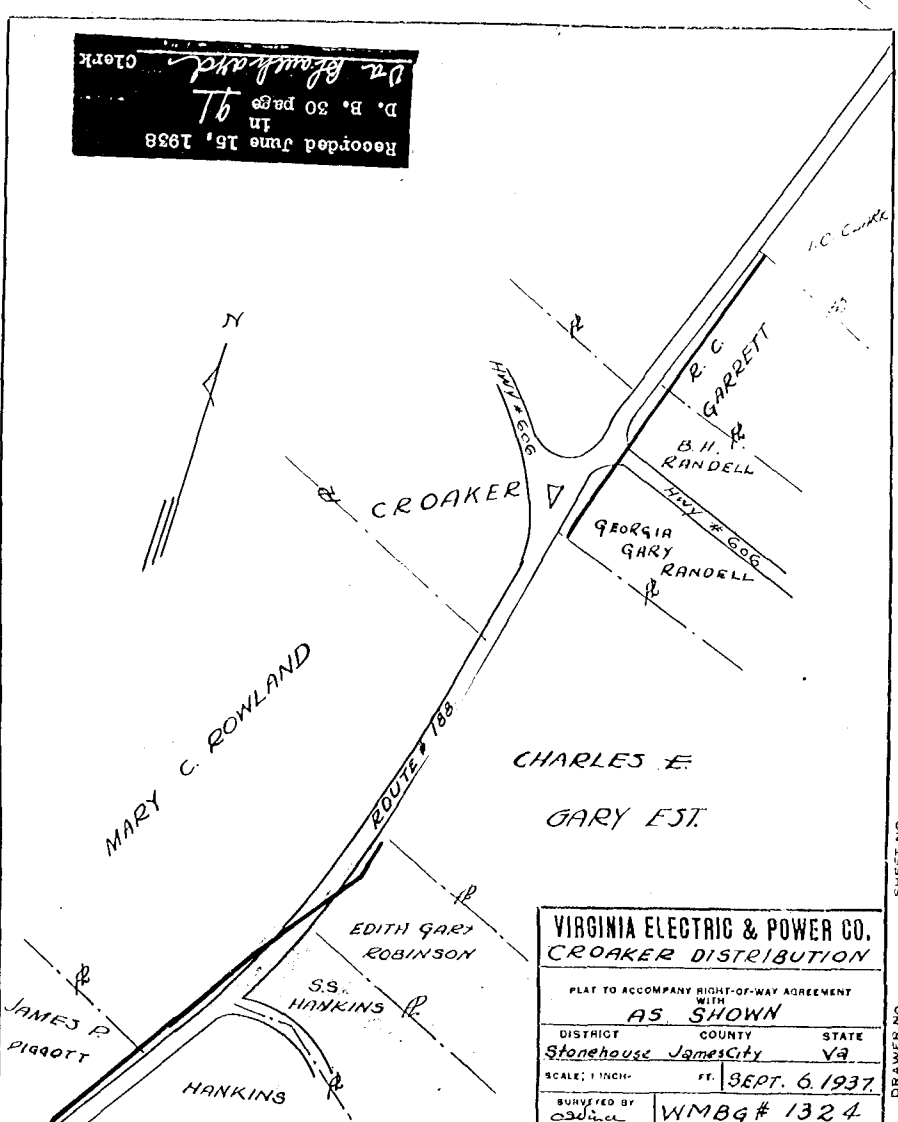 Recorded June 15, 1938
in
D. B. 30 page 91
Clerk
N
HWY # 606
CROAKER
R. C.
GARRETT
B. H.
RANDELL
HWY # 606
GEORGIA
GARY
RANDELL
MARY C. ROWLAND
ROUTE # 188
CHARLES E.
GARY EST.
EDITH GARY
ROBINSON
S.S.
HANKINS
JAMES P.
PIGGOTT
HANKINS
VIRGINIA ELECTRIC & POWER CO.
CROAKER DISTRIBUTION
PLAT TO ACCOMPANY RIGHT-OF-WAY AGREEMENT
WITH
AS SHOWN
DISTRICT COUNTY STATE
Stonehouse James City Va
SCALE; 1 INCH- FT. SEPT. 6. 1937.
SURVEYED BY
WMBG # 1324
SHEET NO.
DRAWER NO.